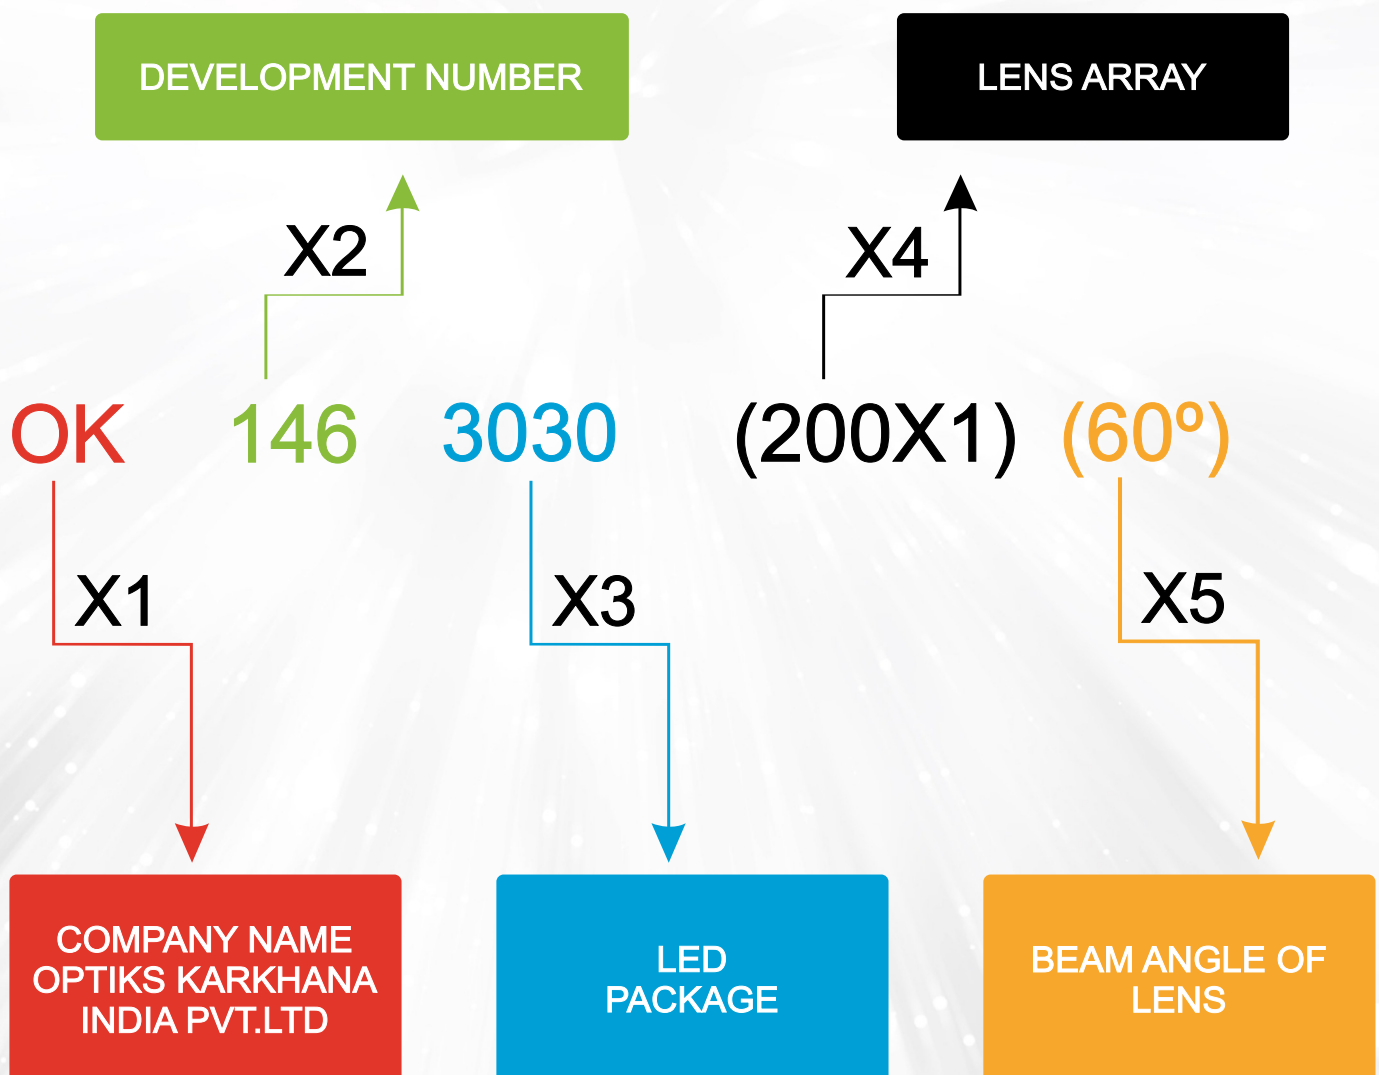 DEVELOPMENT NUMBER
LENS ARRAY
X2
X4
OK 146 3030 (200X1) (60º)
X1
X3
X5
COMPANY NAME
OPTIKS KARKHANA
INDIA PVT.LTD
LED
PACKAGE
BEAM ANGLE OF
LENS